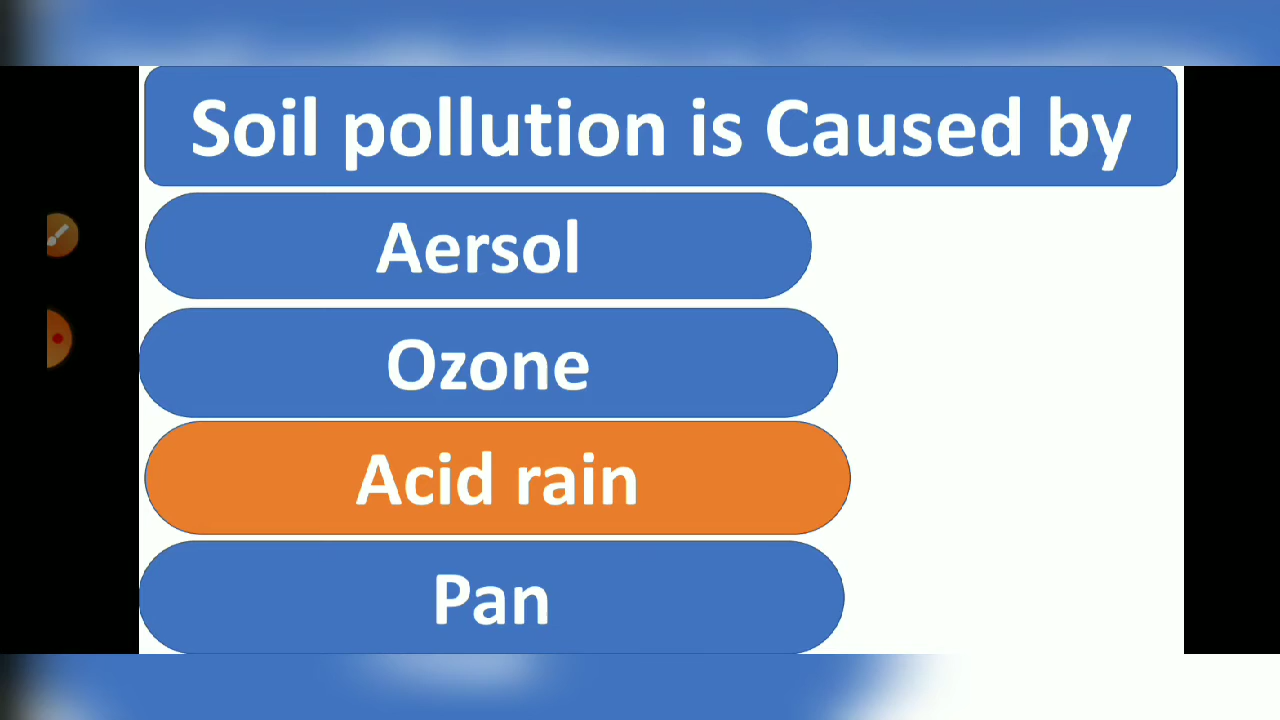 Soil pollution is Caused by
Aersol
Ozone
Acid rain
Pan